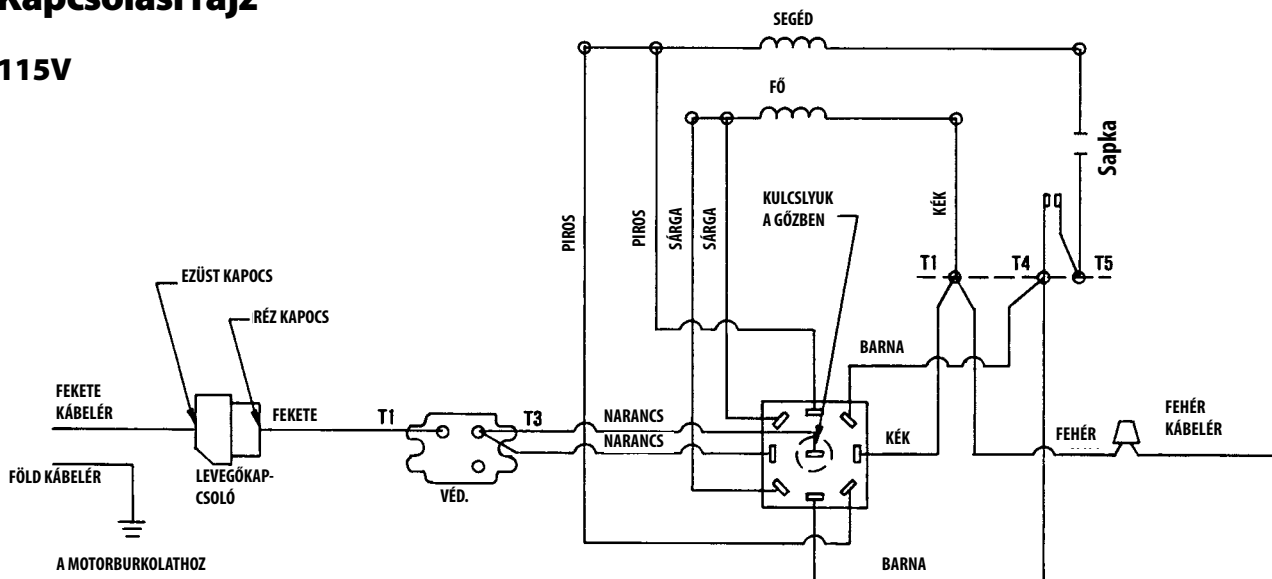 Kapcsolási rajz
115V
SEGÉD
FŐ
Sapka
PIROS
PIROS
SÁRGA
SÁRGA
KULCSLYUK
A GŐZBEN
KÉK
T1
T4
T5
EZÜST KAPOCS
RÉZ KAPOCS
BARNA
FEKETE
KÁBELÉR
FEKETE
T1
T3
NARANCS
NARANCS
KÉK
FEHÉR
FEHÉR
KÁBELÉR
FÖLD KÁBELÉR
LEVEGŐKAP-
CSOLÓ
VÉD.
A MOTORBURKOLATHOZ
BARNA